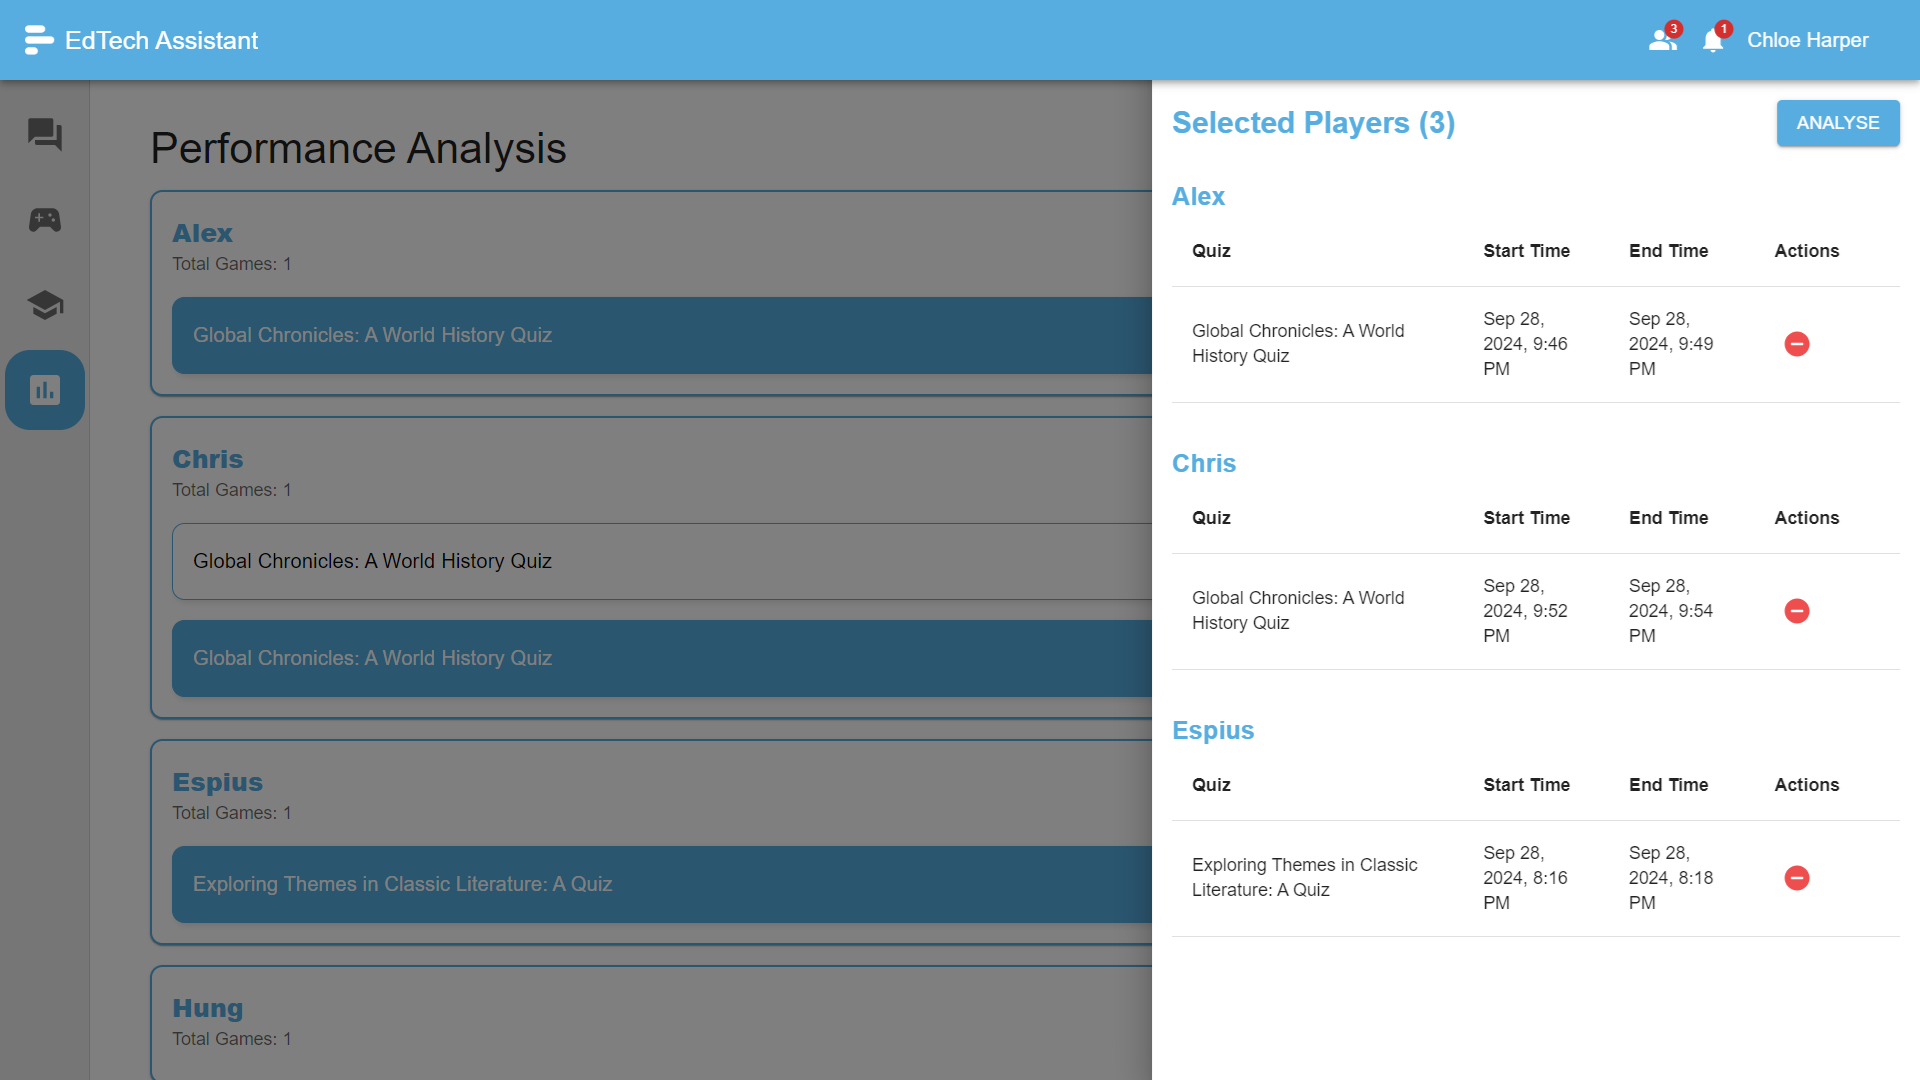 EdTech Assistant
3
1
Chloe Harper
Performance Analysis
Alex
Total Games: 1
Global Chronicles: A World History Quiz
Chris
Total Games: 1
Global Chronicles: A World History Quiz
Global Chronicles: A World History Quiz
Espius
Total Games: 1
Exploring Themes in Classic Literature: A Quiz
Hung
Total Games: 1
Selected Players (3)
ANALYSE
Alex
Quiz Start Time End Time Actions
Global Chronicles: A World
History Quiz
Sep 28,
2024, 9:46
PM
Sep 28,
2024, 9:49
PM
Chris
Quiz Start Time End Time Actions
Global Chronicles: A World
History Quiz
Sep 28,
2024, 9:52
PM
Sep 28,
2024, 9:54
PM
Espius
Quiz Start Time End Time Actions
Exploring Themes in Classic
Literature: A Quiz
Sep 28,
2024, 8:16
PM
Sep 28,
2024, 8:18
PM